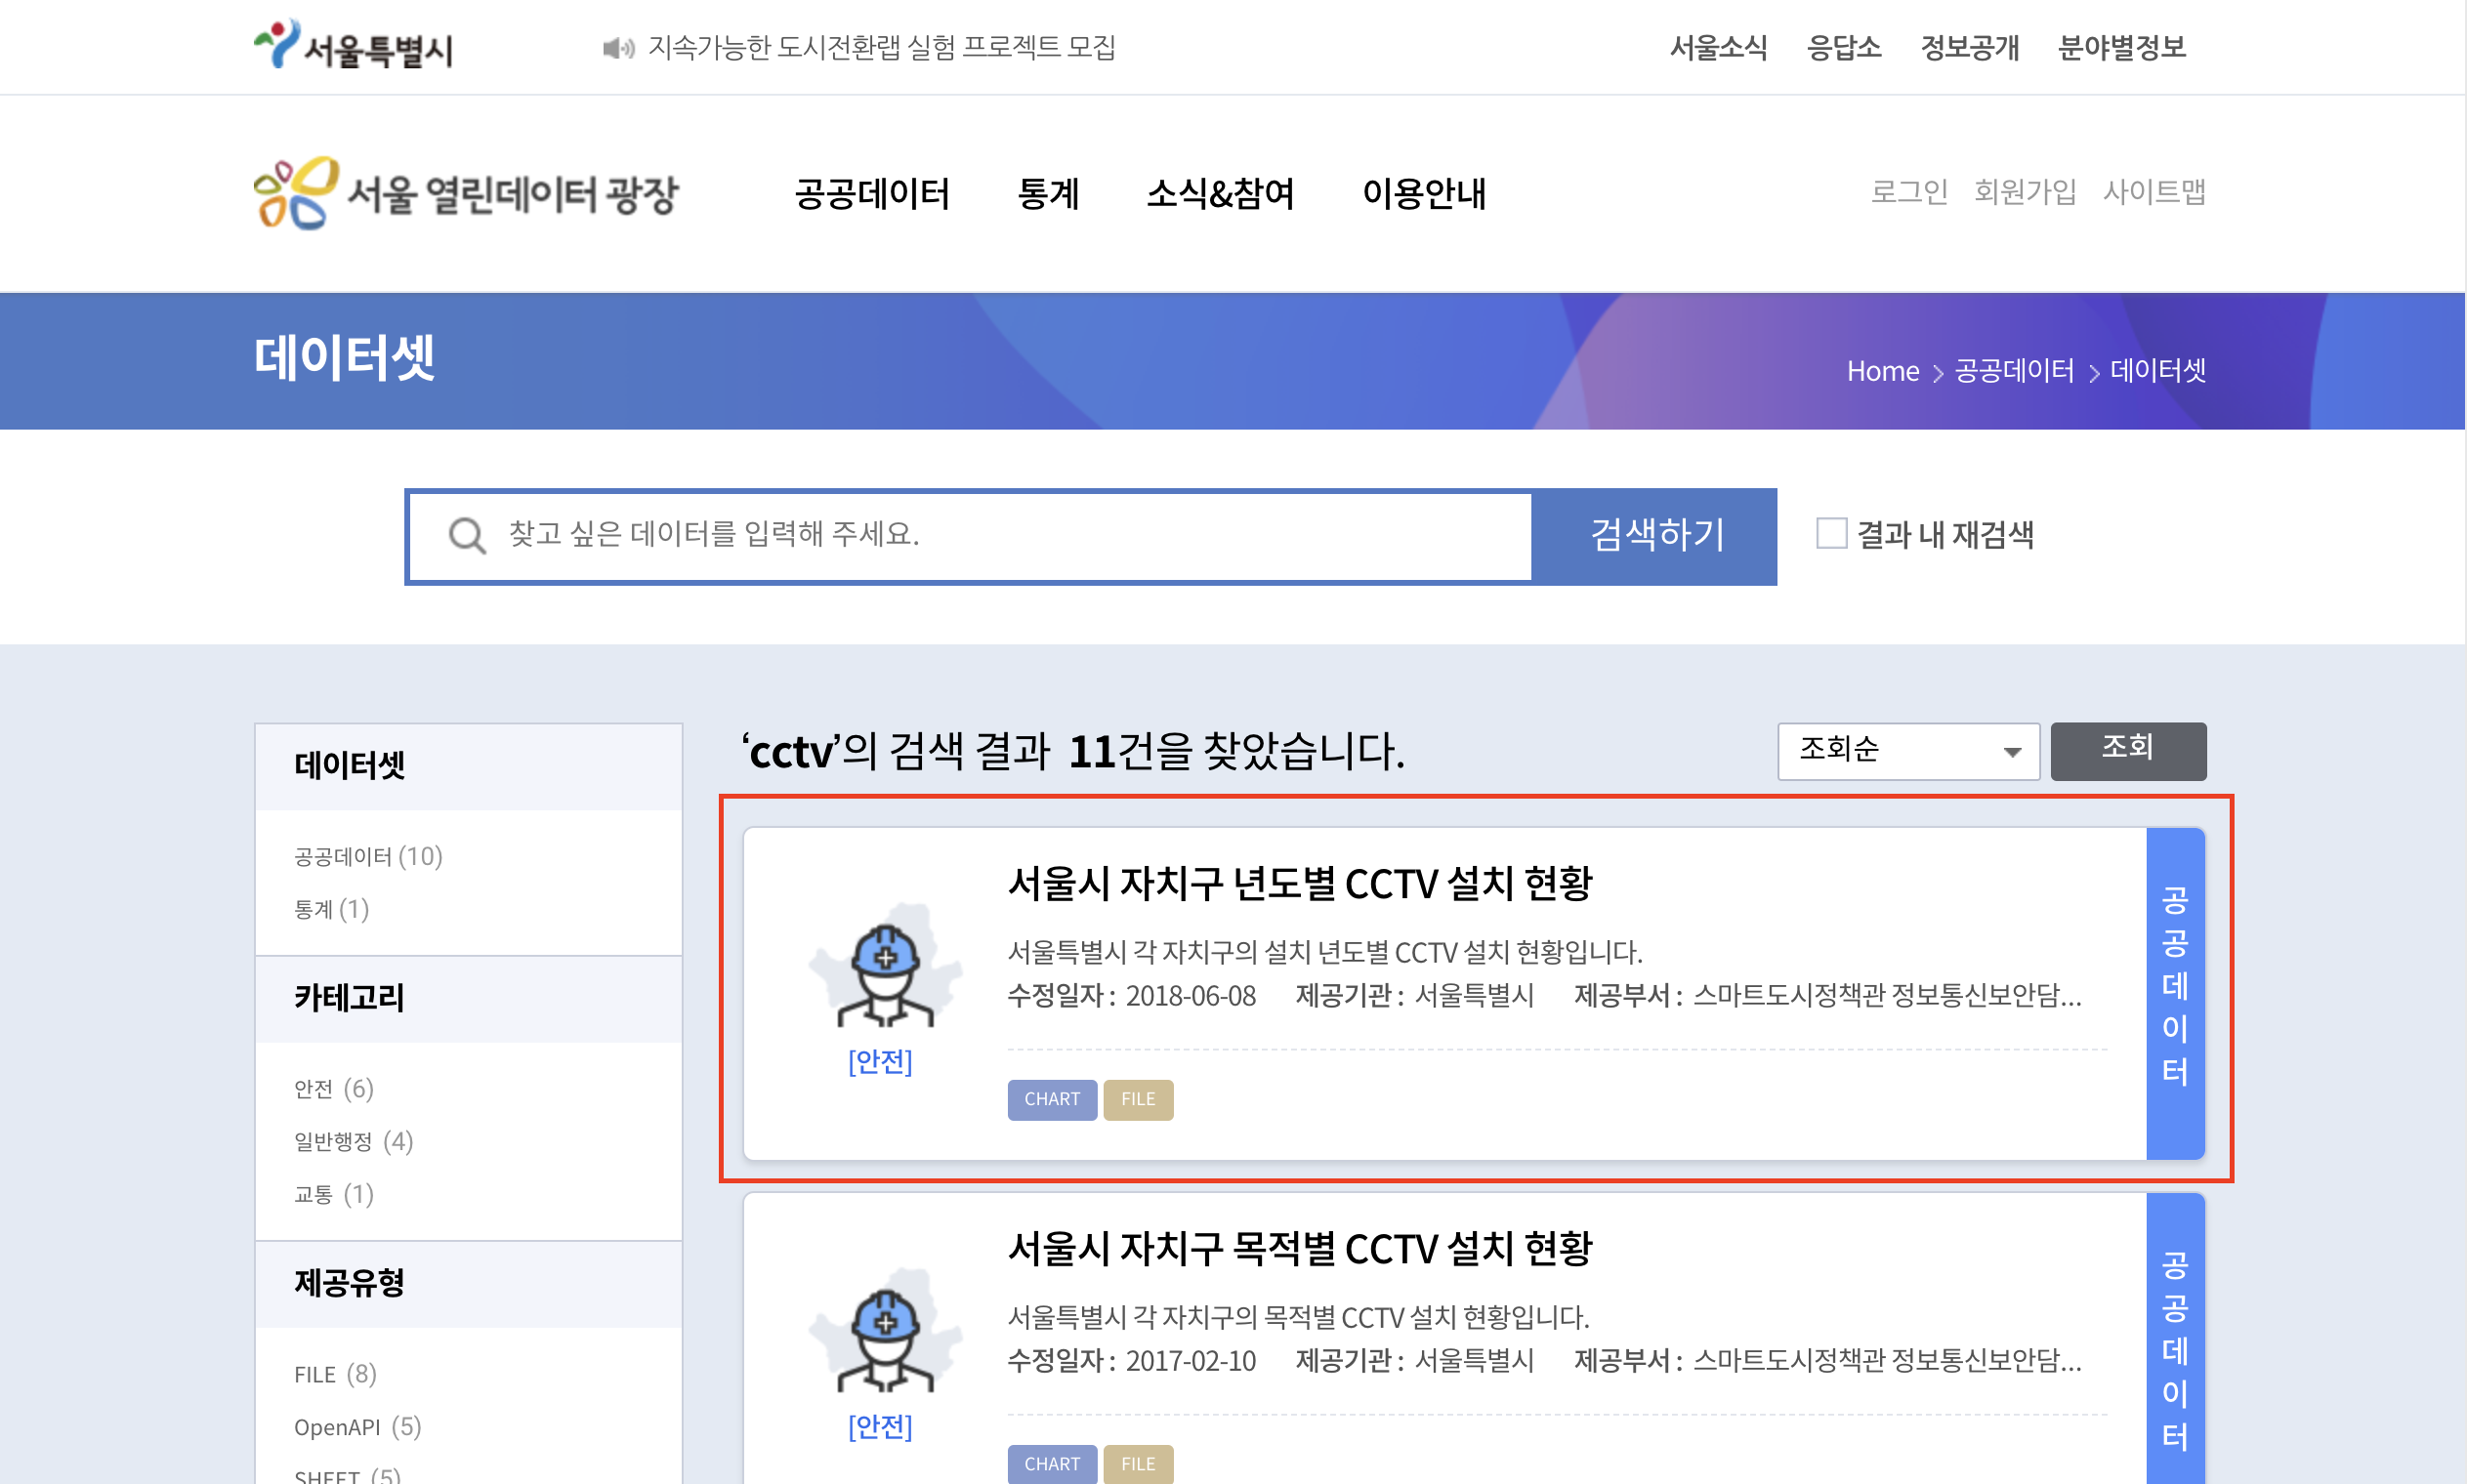 서울특별시
지속가능한 도시전환랩 실험 프로젝트 모집
서울소식 응답소 정보공개 분야별정보
서울 열린데이터 광장
공공데이터 통계 소식&참여 이용안내
로그인 회원가입 사이트맵
데이터셋
Home > 공공데이터 > 데이터셋
찾고 싶은 데이터를 입력해 주세요.
검색하기
결과 내 재검색
데이터셋
공공데이터 (10)
통계 (1)
카테고리
안전 (6)
일반행정 (4)
교통 (1)
제공유형
FILE (8)
OpenAPI (5)
SHEET (5)
‘cctv’의 검색 결과 11건을 찾았습니다.
조회순
조회
서울시 자치구 년도별 CCTV 설치 현황
서울특별시 각 자치구의 설치 년도별 CCTV 설치 현황입니다.
수정일자 : 2018-06-08 제공기관 : 서울특별시 제공부서 : 스마트도시정책관 정보통신보안담...
[안전]
CHART FILE
공공데이터
서울시 자치구 목적별 CCTV 설치 현황
서울특별시 각 자치구의 목적별 CCTV 설치 현황입니다.
수정일자 : 2017-02-10 제공기관 : 서울특별시 제공부서 : 스마트도시정책관 정보통신보안담...
[안전]
CHART FILE
공공데이터